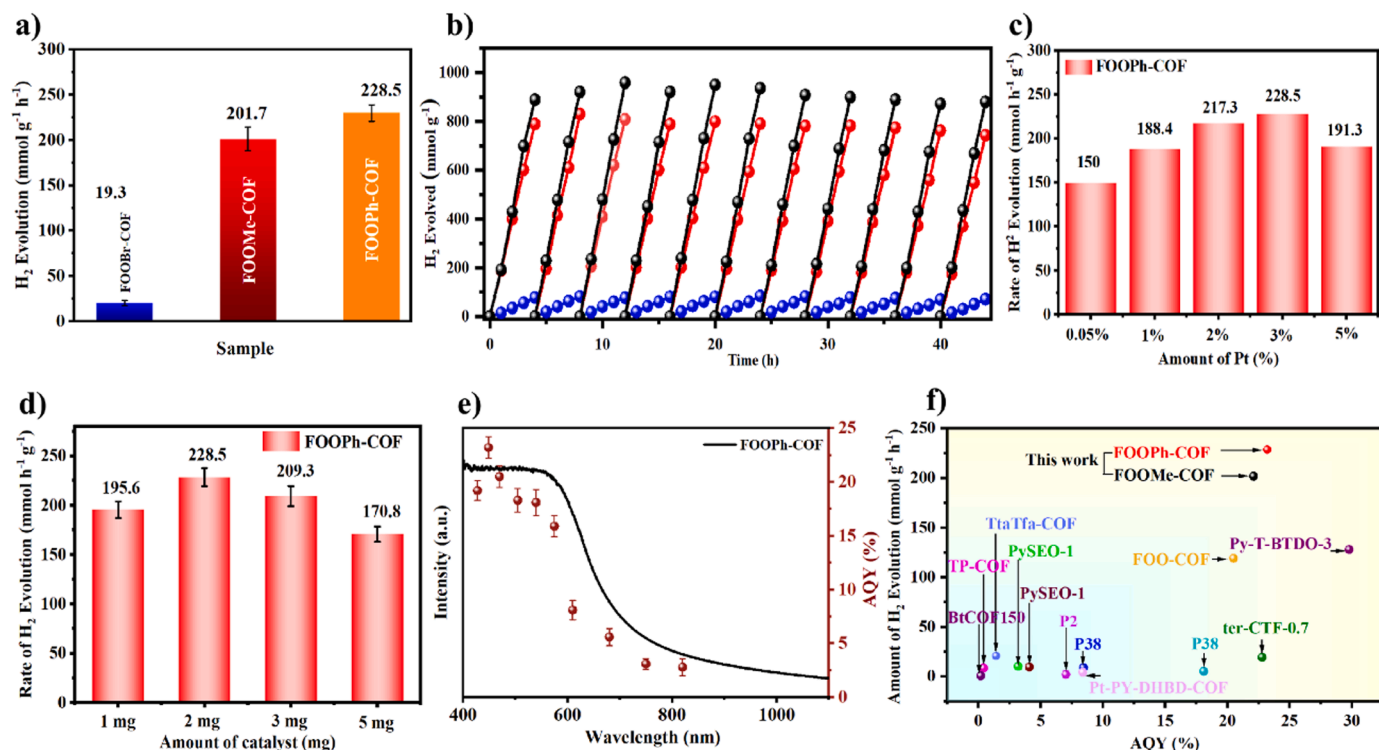 a)
H₂ Evolution (mmol g⁻¹ h⁻¹)
300
250
200
150
100
50
0
19.3
201.7
228.5
FOOBr-COF
FOOMe-COF
FOOPh-COF
Sample
b)
H₂ Evolved (mmol g⁻¹)
1000
800
600
400
200
0
0
10
20
30
40
Time (h)
c)
Rate of H² Evolution (mmol h⁻¹ g⁻¹)
300
250
200
150
100
50
0
FOOPh-COF
150
188.4
217.3
228.5
191.3
0.05%
1%
2%
3%
5%
Amount of Pt (%)
d)
Rate of H₂ Evolution (mmol h⁻¹ g⁻¹)
250
200
150
100
50
0
FOOPh-COF
195.6
228.5
209.3
170.8
1 mg
2 mg
3 mg
5 mg
Amount of catalyst (mg)
e)
Intensity (a.u.)
FOOPh-COF
400
600
800
1000
Wavelength (nm)
25
20
15
10
5
0
AQY (%)
f)
Amount of H₂ Evolution (mmol g⁻¹ h⁻¹)
250
200
150
100
50
0
This work
FOOPh-COF
FOOMe-COF
TtaTfa-COF
TP-COF
PySEO-1
PySEO-1
BtCOF150
P2
P38
Pt-PY-DHBD-COF
FOO-COF
Py-T-BTDO-3
P38
ter-CTF-0.7
0
5
10
15
20
25
30
AQY (%)